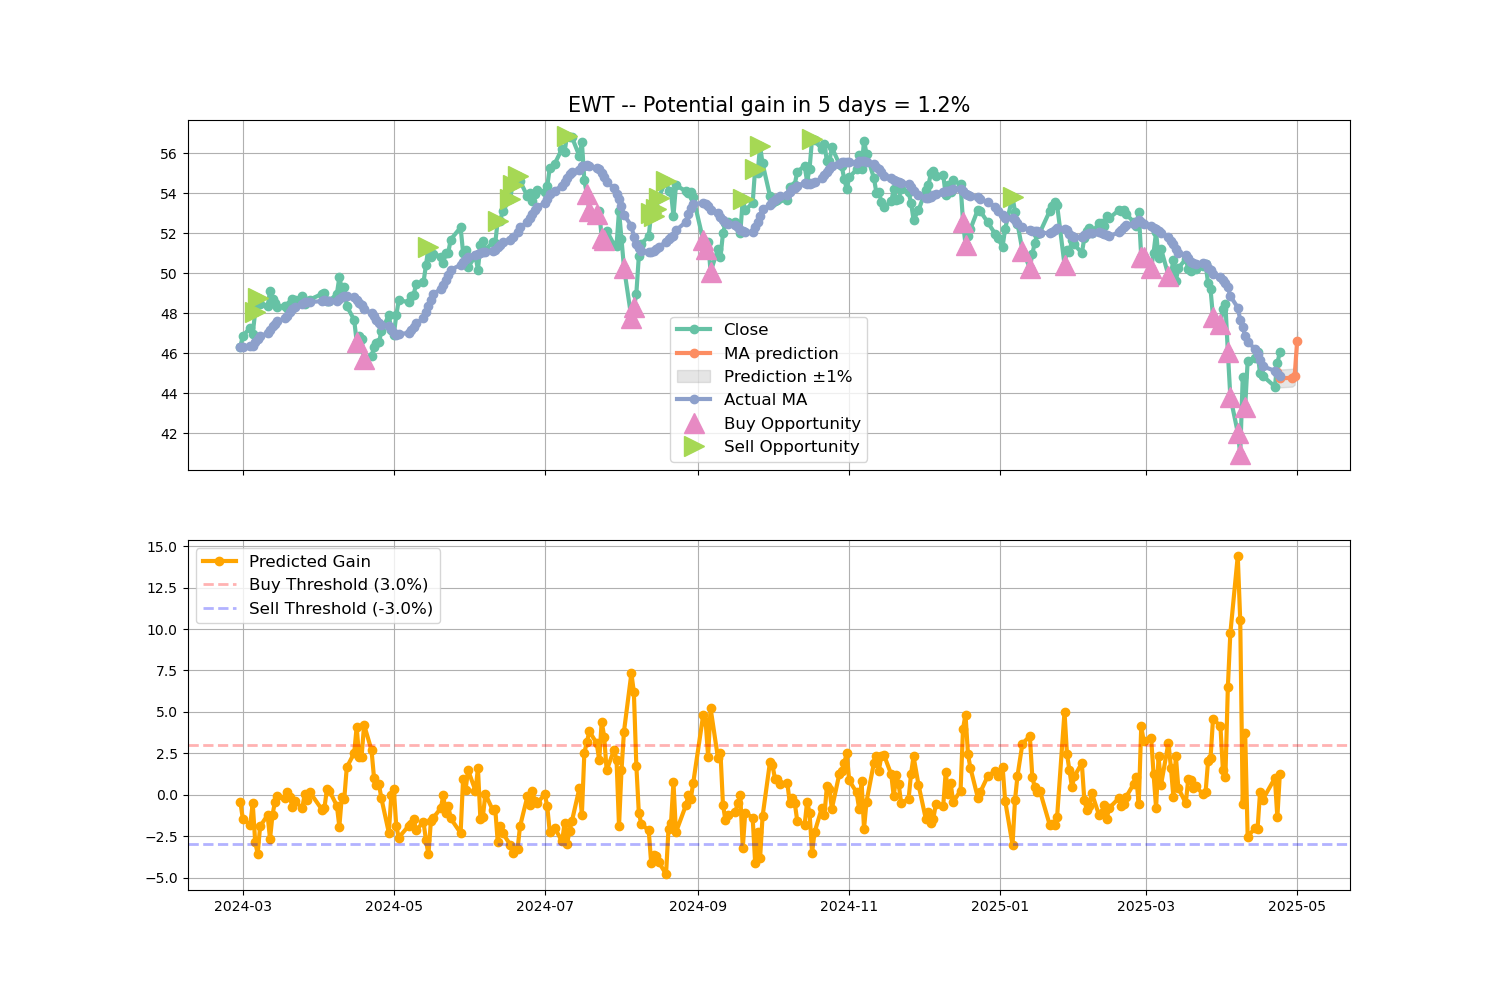 EWT -- Potential gain in 5 days = 1.2%
56
54
52
50
48
46
44
42
Close
MA prediction
Prediction ±1%
Actual MA
Buy Opportunity
Sell Opportunity
15.0
12.5
10.0
7.5
5.0
2.5
0.0
−2.5
−5.0
Predicted Gain
Buy Threshold (3.0%)
Sell Threshold (-3.0%)
2024-03
2024-05
2024-07
2024-09
2024-11
2025-01
2025-03
2025-05